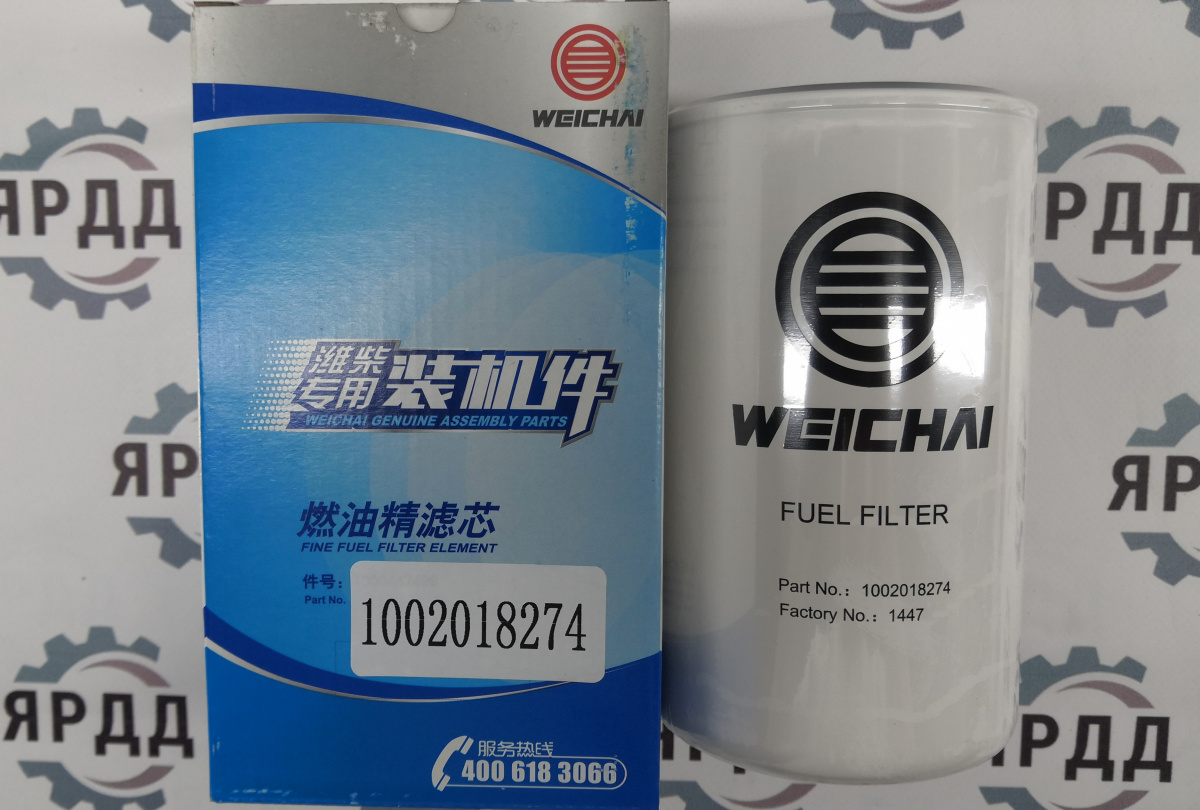 WEICHAI
潍柴
专用
装机件
WEICHAI GENUINE ASSEMBLY PARTS
燃油精滤芯
FINE FUEL FILTER ELEMENT
件号：
Part No.
1002018274
服务热线
400 618 3066
WEICHAI
FUEL FILTER
Part No.： 1002018274
Factory No.： 1447
ЯРДД
ЯРДД
ЯРД
ЯРДД
ЯРДД
ЯРДД